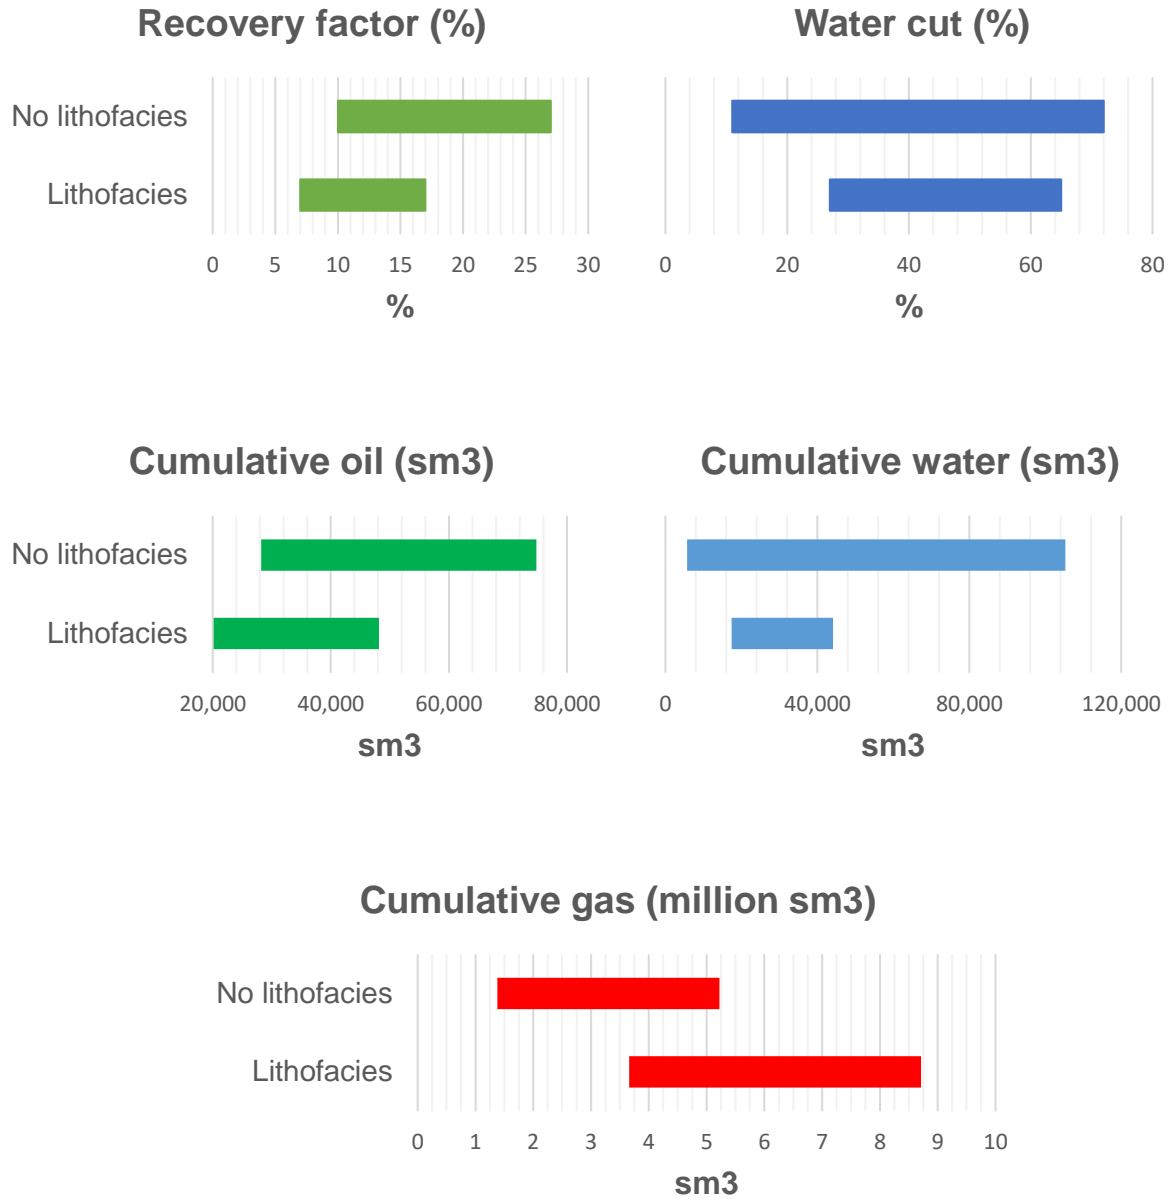 Recovery factor (%)
No lithofacies
Lithofacies
0 5 10 15 20 25 30
%
Water cut (%)
0 20 40 60 80
%
Cumulative oil (sm3)
No lithofacies
Lithofacies
20,000 40,000 60,000 80,000
sm3
Cumulative water (sm3)
0 40,000 80,000 120,000
sm3
Cumulative gas (million sm3)
No lithofacies
Lithofacies
0 1 2 3 4 5 6 7 8 9 10
sm3